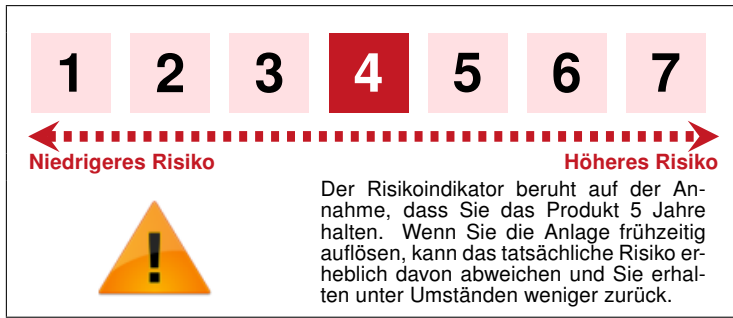 1 2 3 4 5 6 7
Niedrigeres Risiko Höheres Risiko
Der Risikoindikator beruht auf der An-
nahme, dass Sie das Produkt 5 Jahre
halten. Wenn Sie die Anlage frühzeitig
auflösen, kann das tatsächliche Risiko er-
heblich davon abweichen und Sie erhal-
ten unter Umständen weniger zurück.